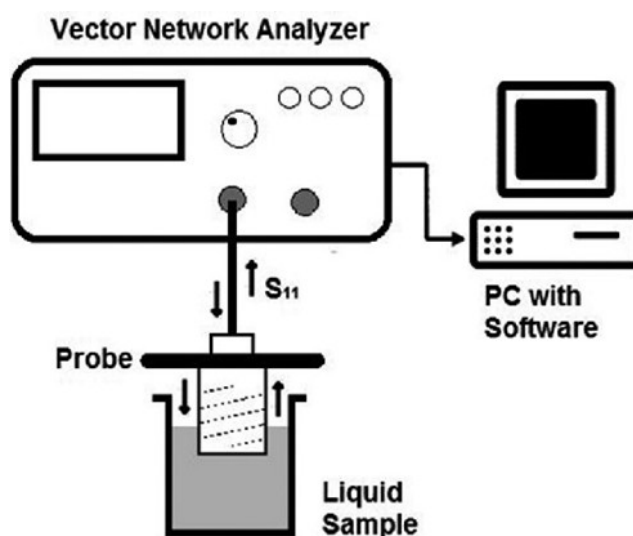 Vector Network Analyzer
S₁₁
PC with
Software
Probe
Liquid
Sample